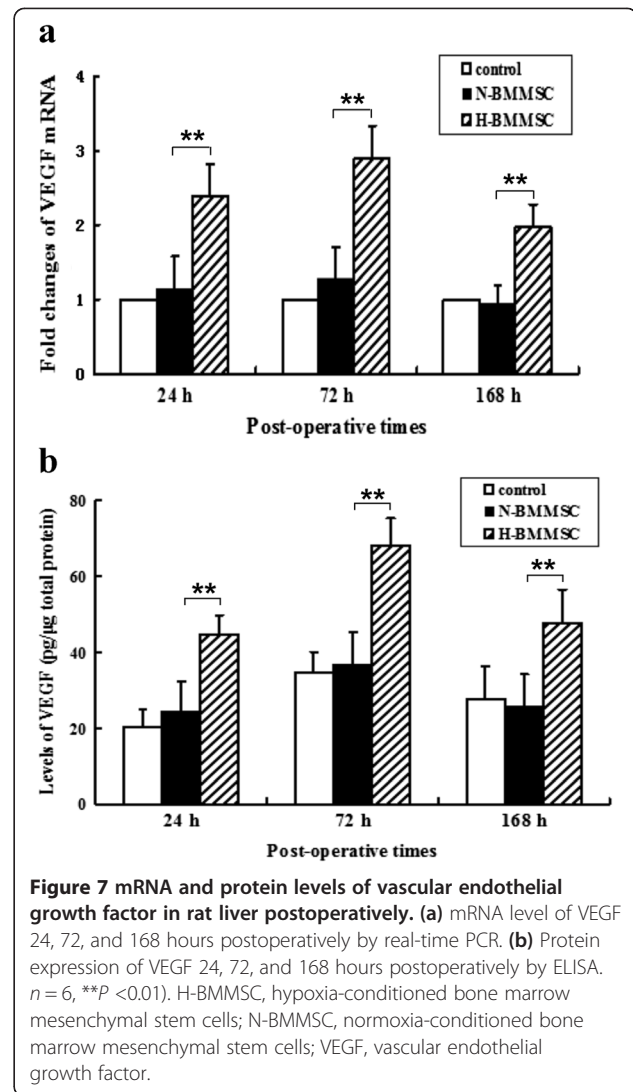 a
Fold changes of VEGF mRNA
4
3
2
1
0
control
N-BMMSC
H-BMMSC
**
**
**
24 h
72 h
168 h
Post-operative times
b
Levels of VEGF (pg/µg total protein)
80
60
40
20
0
control
N-BMMSC
H-BMMSC
**
**
**
24 h
72 h
168 h
Post-operative times
Figure 7 mRNA and protein levels of vascular endothelial
growth factor in rat liver postoperatively. (a) mRNA level of VEGF
24, 72, and 168 hours postoperatively by real-time PCR. (b) Protein
expression of VEGF 24, 72, and 168 hours postoperatively by ELISA.
n = 6, **P <0.01). H-BMMSC, hypoxia-conditioned bone marrow
mesenchymal stem cells; N-BMMSC, normoxia-conditioned bone
marrow mesenchymal stem cells; VEGF, vascular endothelial
growth factor.